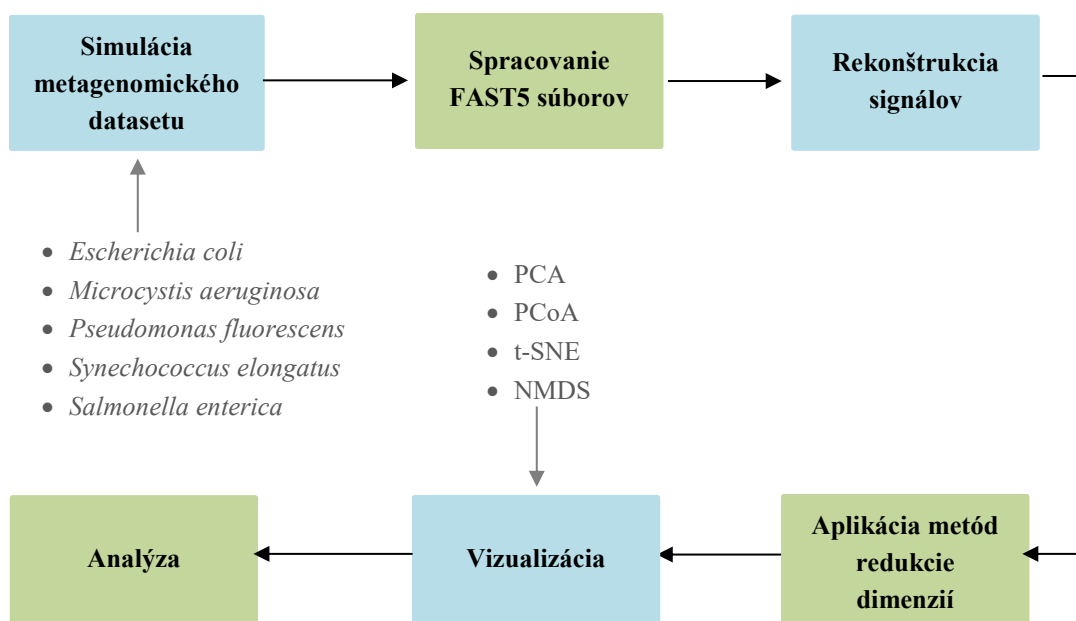 Simulácia
metagenomického
datasetu
Spracovanie
FAST5 súborov
Rekonštrukcia
signálov
• Escherichia coli
• Microcystis aeruginosa
• Pseudomonas fluorescens
• Synechococcus elongatus
• Salmonella enterica
• PCA
• PCoA
• t-SNE
• NMDS
Aplikácia metód
redukcie
dimenzií
Vizualizácia
Analýza